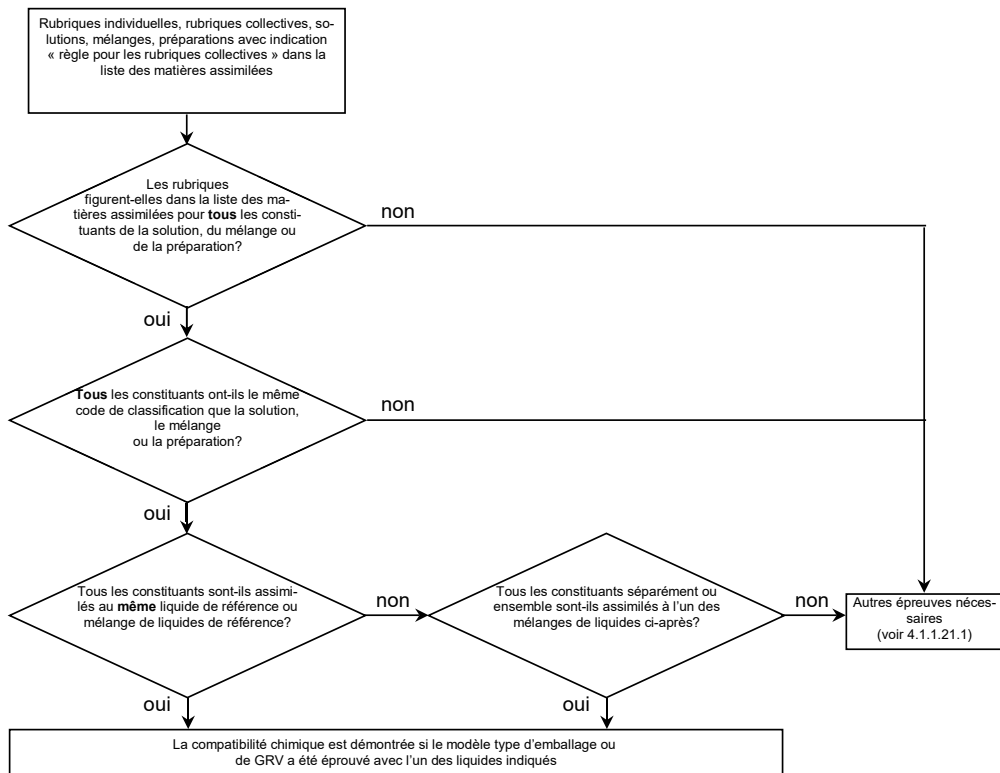 Rubriques individuelles, rubriques collectives, so-
lutions, mélanges, préparations avec indication
« règle pour les rubriques collectives » dans la
liste des matières assimilées
Les rubriques
figurent-elles dans la liste des ma-
tières assimilées pour tous les consti-
tuants de la solution, du mélange ou
de la préparation?
non
oui
Tous les constituants ont-ils le même
code de classification que la solution,
le mélange
ou la préparation?
non
oui
Tous les constituants sont-ils assimi-
lés au même liquide de référence ou
mélange de liquides de référence?
non
Tous les constituants séparément ou
ensemble sont-ils assimilés à l'un des
mélanges de liquides ci-après?
non
Autres épreuves néces-
saires
(voir 4.1.1.21.1)
oui
oui
La compatibilité chimique est démontrée si le modèle type d'emballage ou
de GRV a été éprouvé avec l'un des liquides indiqués